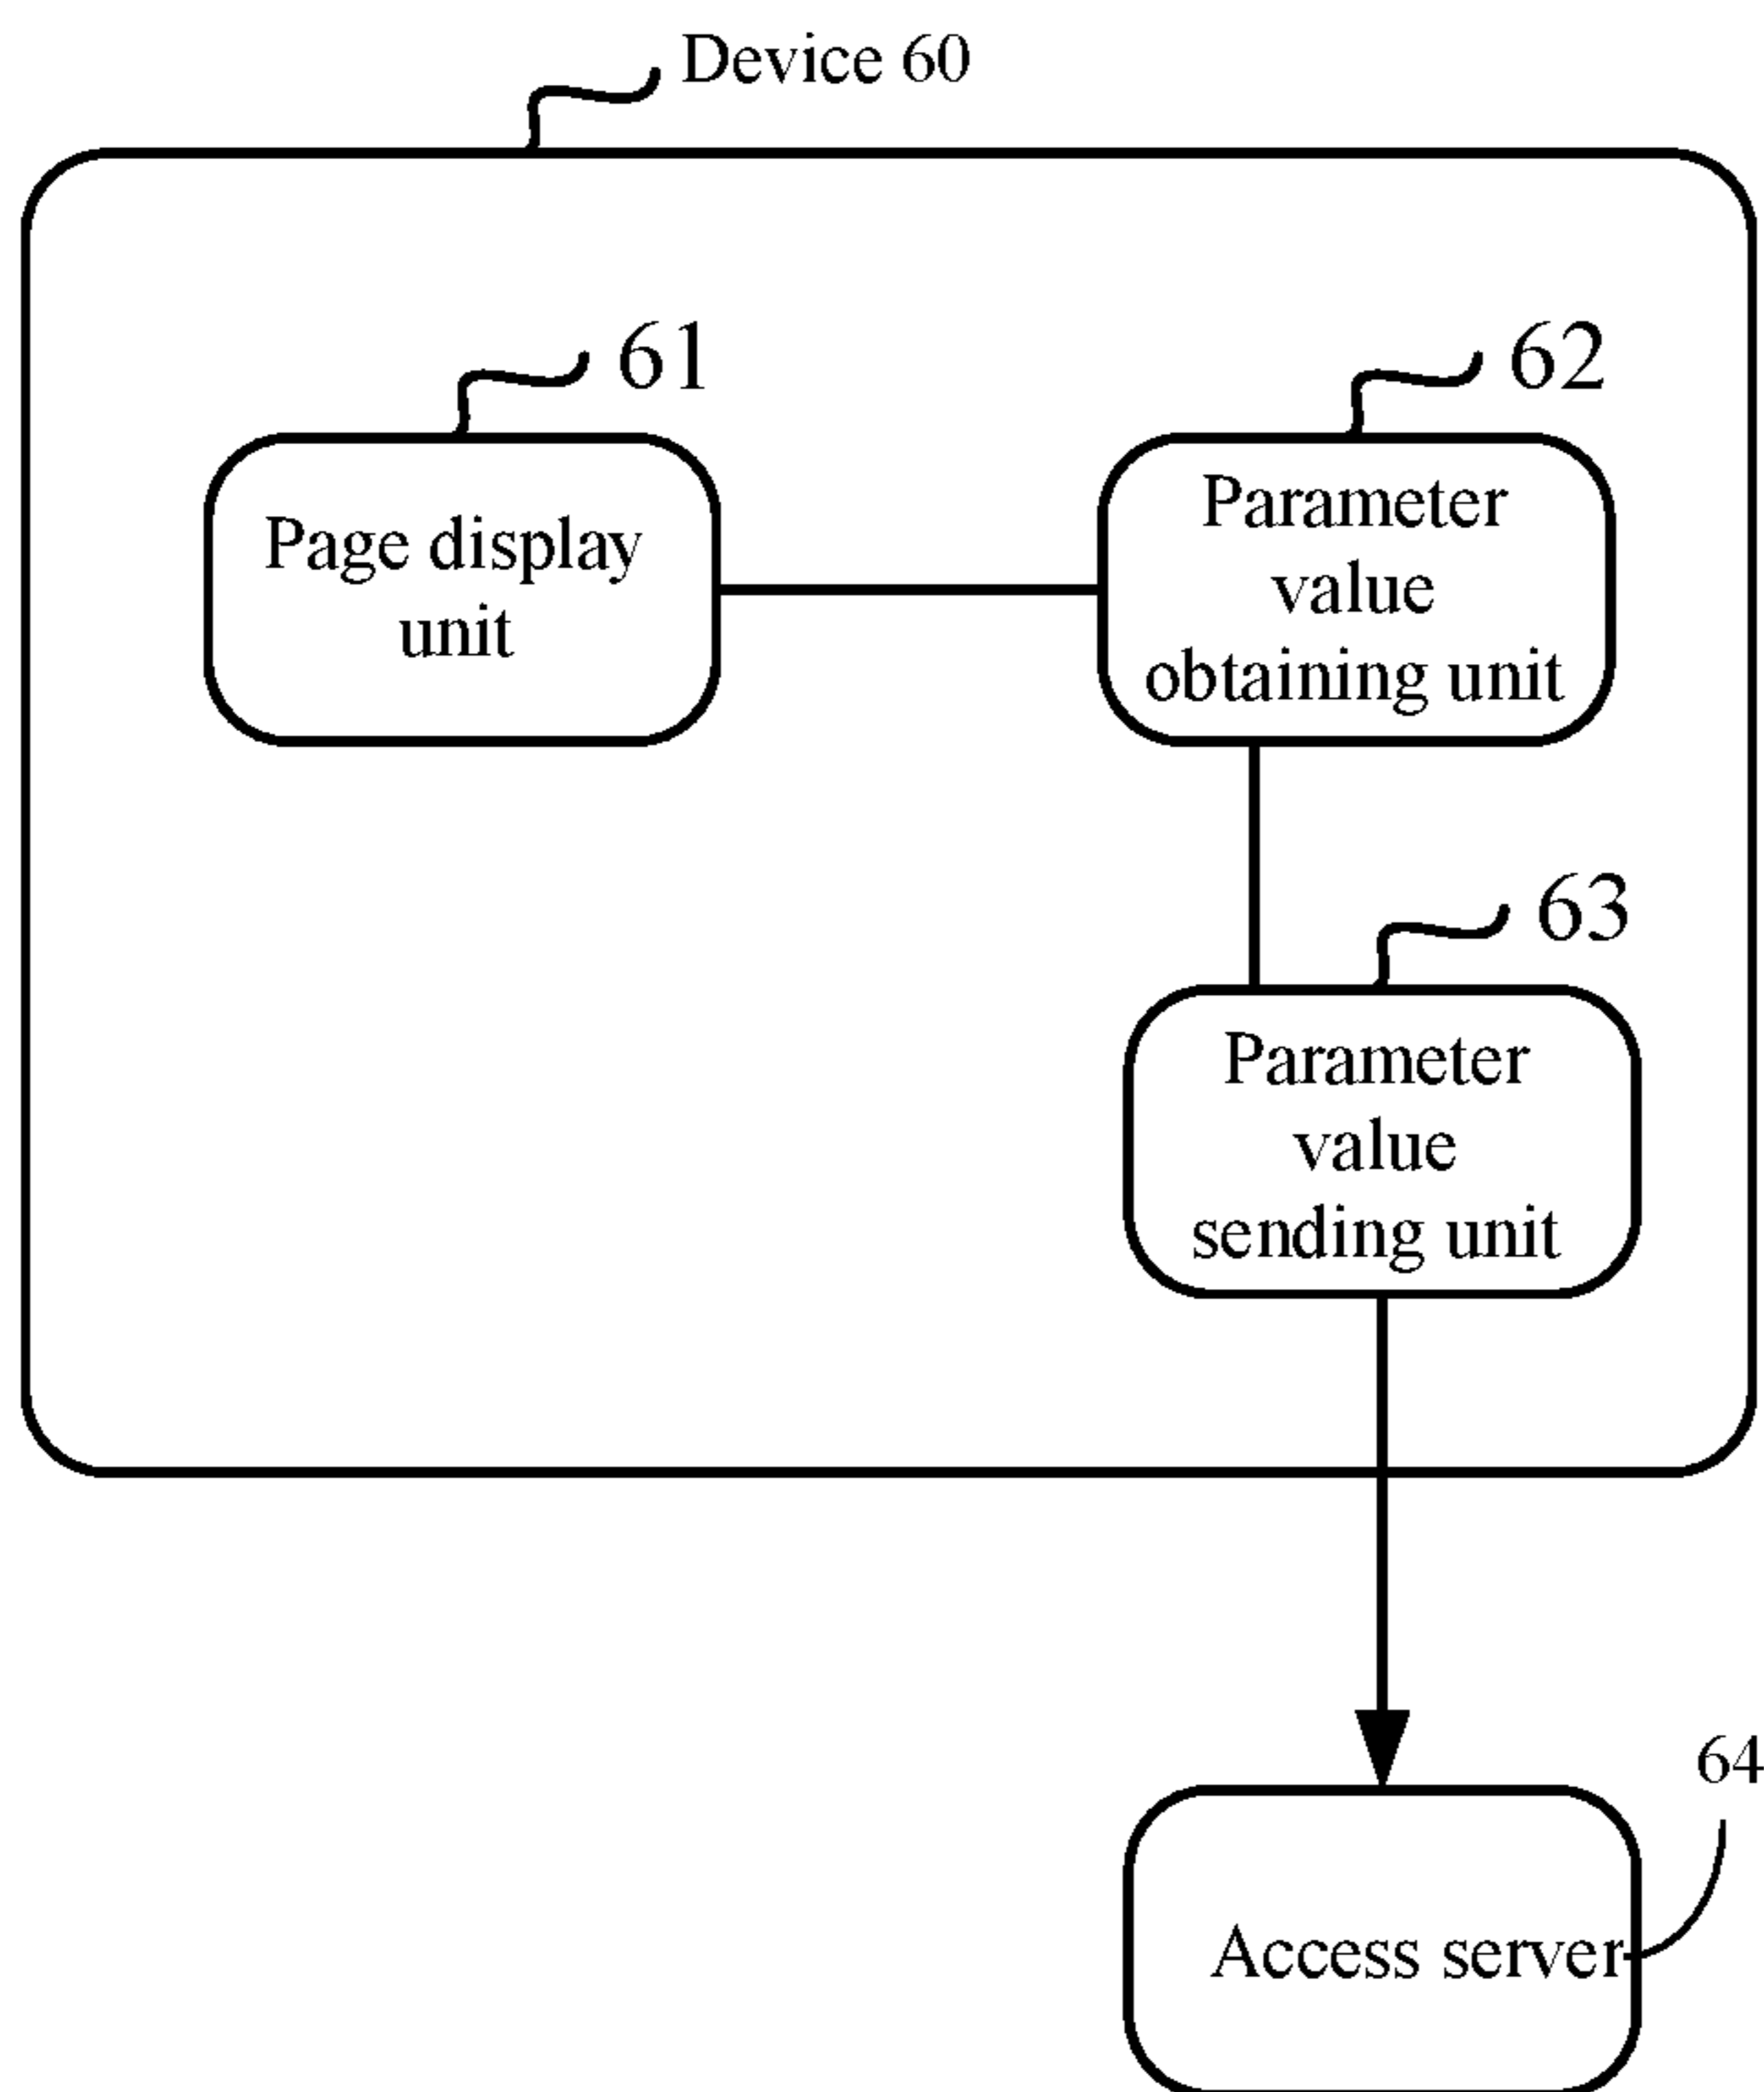 Device 60
61
62
Page display
unit
Parameter
value
obtaining unit
63
Parameter
value
sending unit
64
Access server